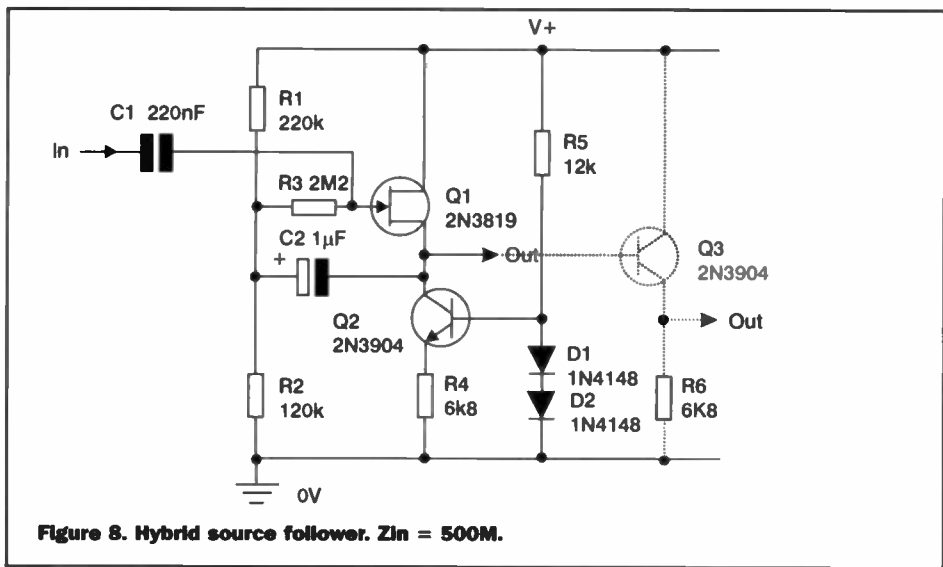 V+
C1 220nF
In
R1
220k
R3 2M2
Q1
2N3819
R5
12k
C2 1µF
+
Out
Q3
2N3904
Q2
2N3904
Out
R2
120k
R4
6k8
D1
1N4148
D2
1N4148
R6
6K8
0V
Figure 8. Hybrid source follower. Zin = 500M.